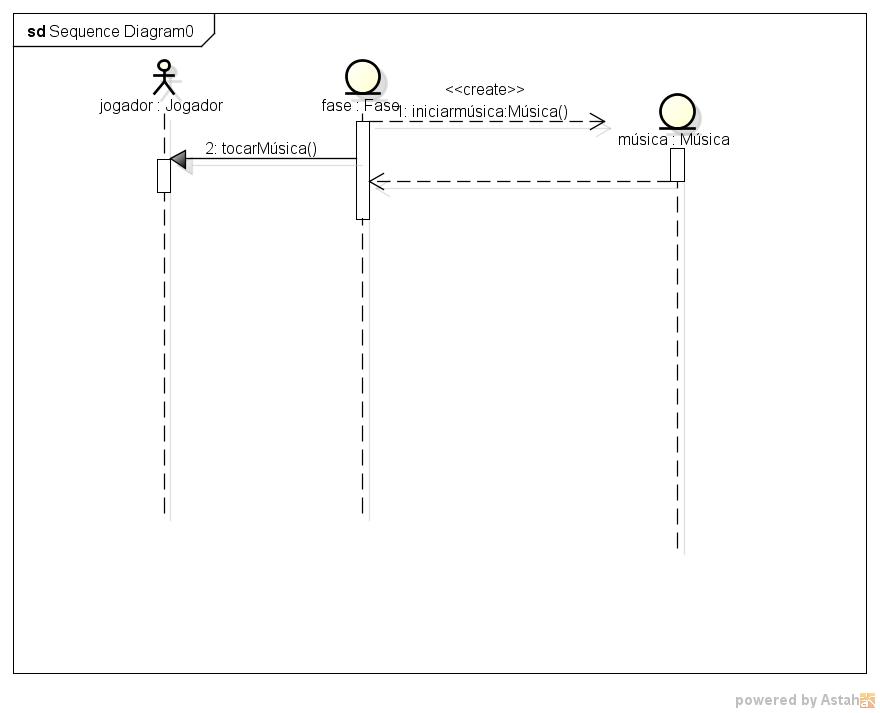 sd Sequence Diagram0
jogador : Jogador
fase : Fase
<<create>>
1: iniciarmúsica:Música()
música : Música
2: tocarMúsica()
powered by Astah